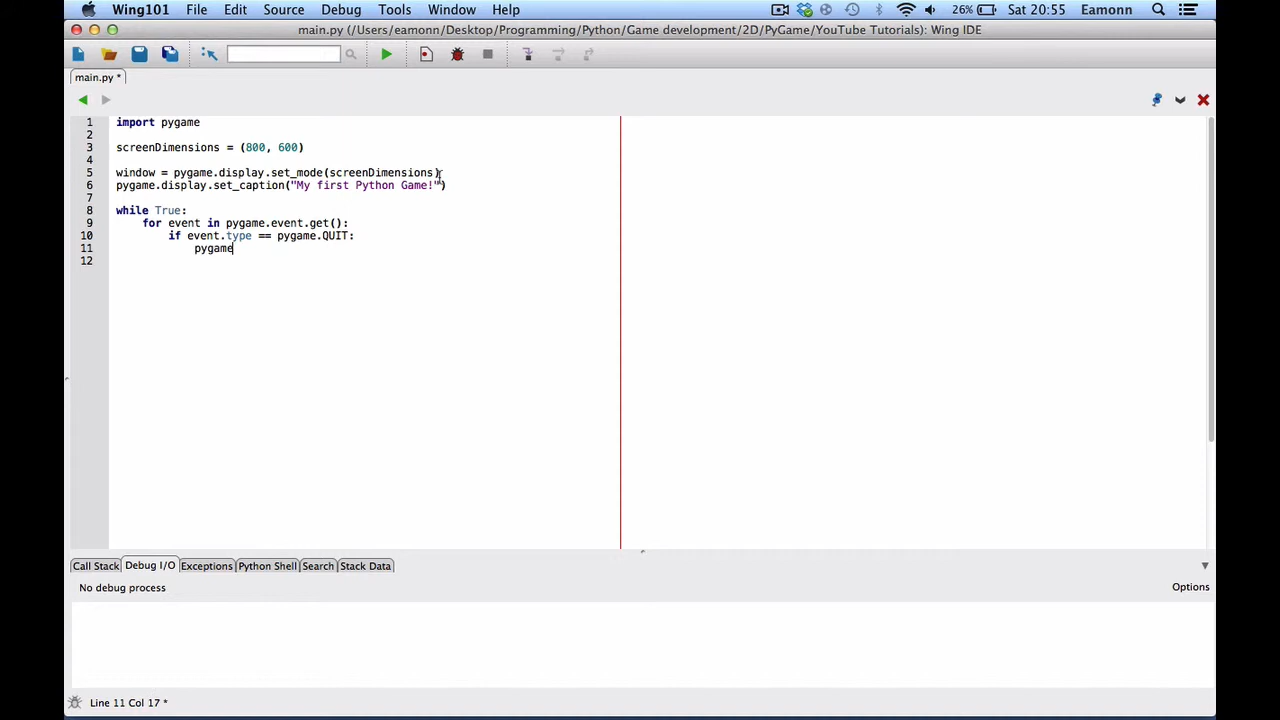 Wing101 File Edit Source Debug Tools Window Help 26% Sat 20:55 Eamonn
main.py (/Users/eamonn/Desktop/Programming/Python/Game development/2D/PyGame/YouTube Tutorials): Wing IDE
main.py *
1 import pygame
2
3 screenDimensions = (800, 600)
4
5 window = pygame.display.set_mode(screenDimensions)
6 pygame.display.set_caption("My first Python Game!")
7
8 while True:
9 for event in pygame.event.get():
10 if event.type == pygame.QUIT:
11 pygame
12
Call Stack Debug I/O Exceptions Python Shell Search Stack Data
No debug process Options
Line 11 Col 17 *